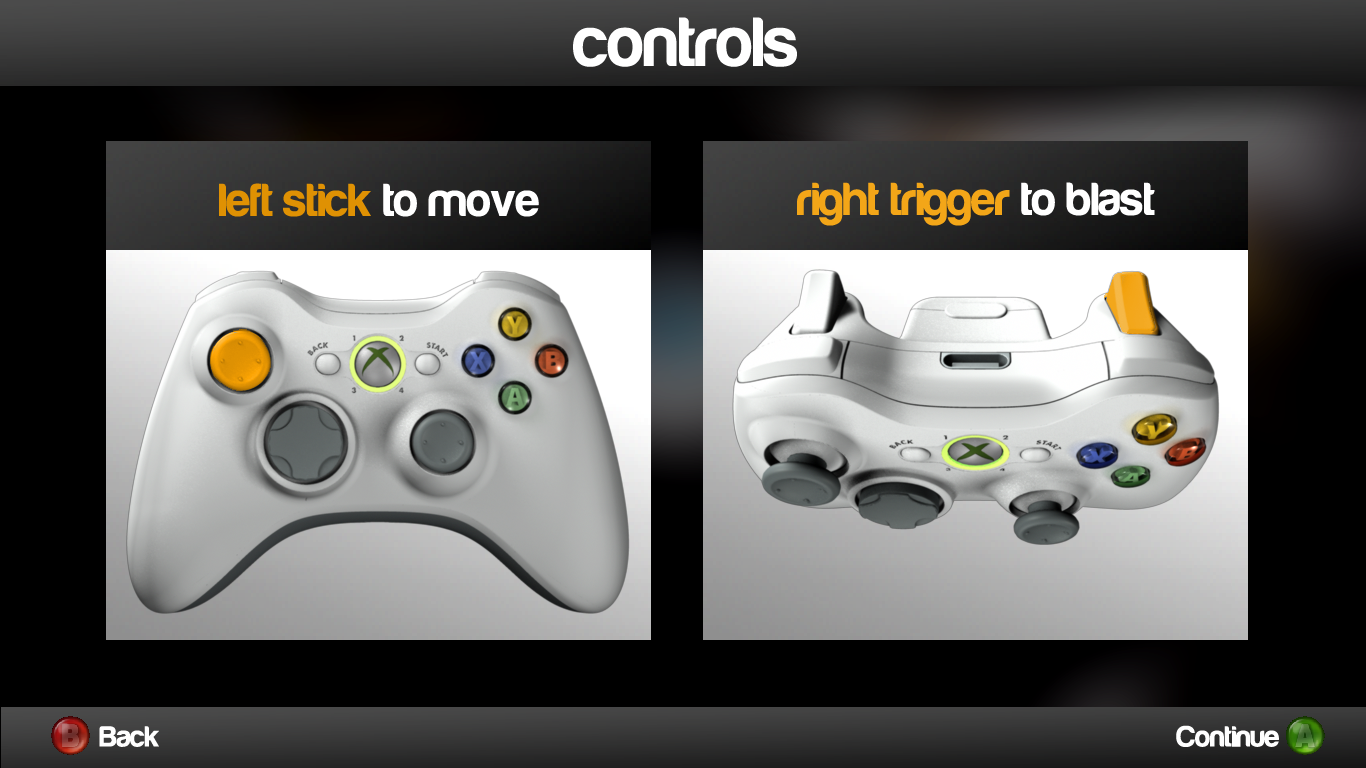 controls
left stick to move
right trigger to blast
Y
1 2
BACK START
X B
3 4
A
Y
1 2
BACK START
X B
3 4
A
B Back
Continue A